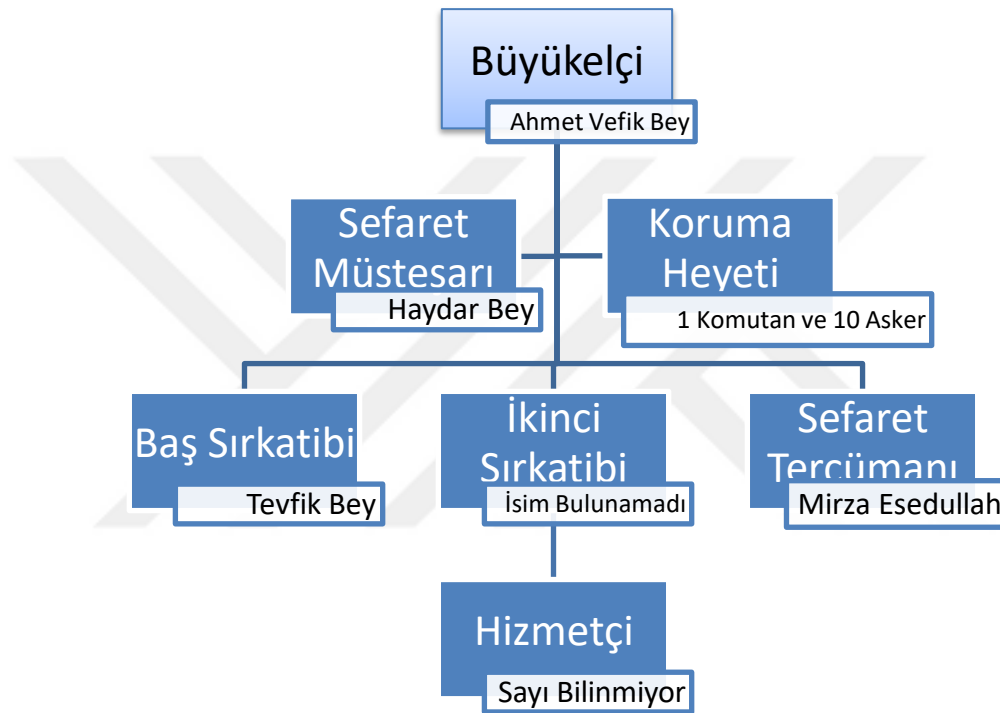 Büyükelçi
Ahmet Vefik Bey
Sefaret
Müstesarı
Haydar Bey
Koruma
Heyeti
1 Komutan ve 10 Asker
Baş Sırkatibi
Tevfik Bey
İkinci
Sırkatibi
İsim Bulunamadı
Sefaret
Tercümanı
Mirza Esedullah
Hizmetçi
Sayı Bilinmiyor